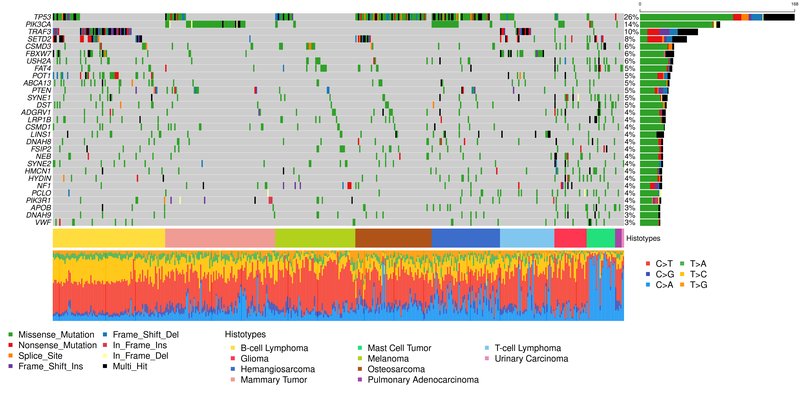 0 168
TP53 26%
PIK3CA 14%
TRAF3 10%
SETD2 8%
CSMD3 6%
FBXW7 6%
USH2A 6%
FAT4 5%
POT1 5%
ABCA13 5%
PTEN 5%
SYNE1 5%
DST 5%
ADGRV1 4%
LRP1B 4%
CSMD1 4%
LINS1 4%
DNAH8 4%
FSIP2 4%
NEB 4%
SYNE2 4%
HMCN1 4%
HYDIN 4%
NF1 4%
PCLO 4%
PIK3R1 4%
APOB 3%
DNAH9 3%
VWF 3%
Histotypes
C>T T>A
C>G T>C
C>A T>G
Missense_Mutation Frame_Shift_Del
Nonsense_Mutation In_Frame_Ins
Splice_Site In_Frame_Del
Frame_Shift_Ins Multi_Hit
Histotypes
B-cell Lymphoma Mast Cell Tumor T-cell Lymphoma
Glioma Melanoma Urinary Carcinoma
Hemangiosarcoma Osteosarcoma
Mammary Tumor Pulmonary Adenocarcinoma